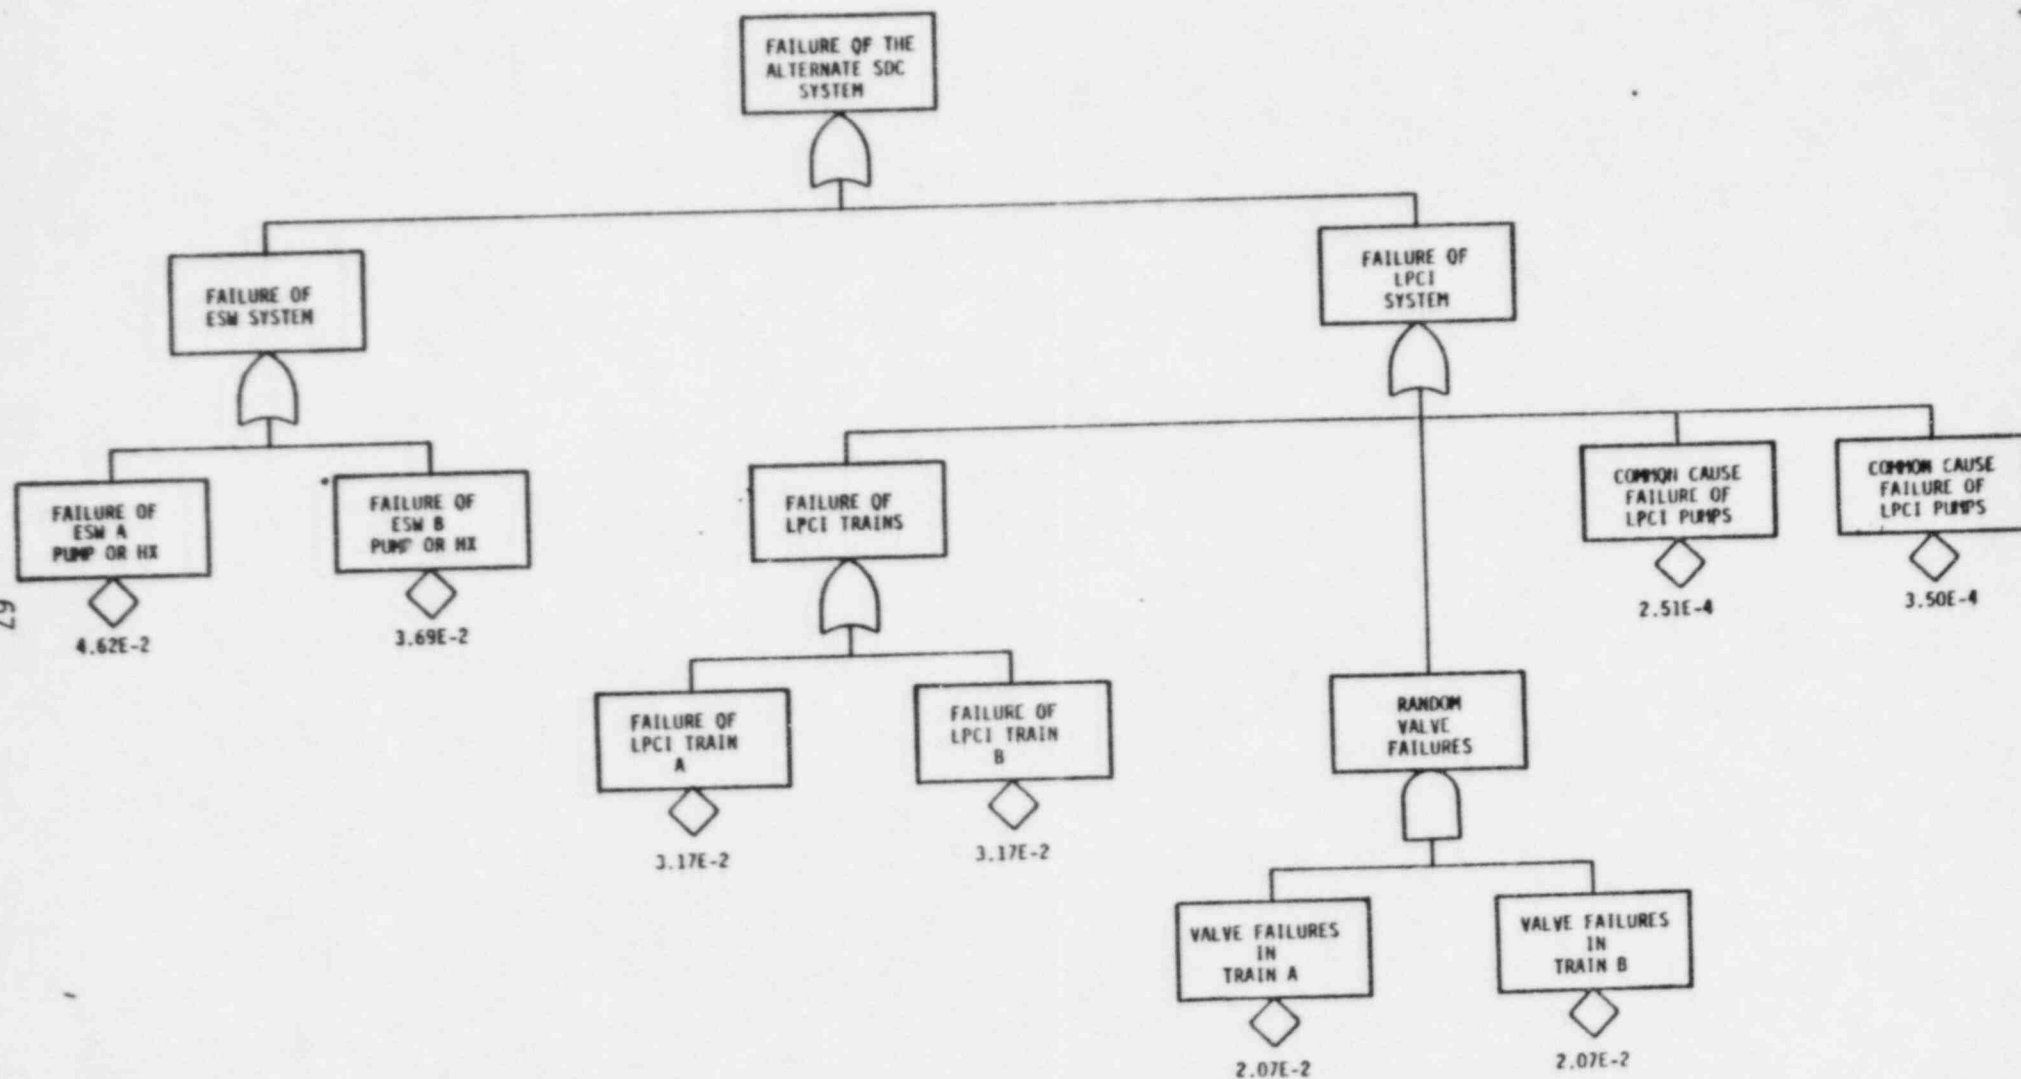 FAILURE OF THE
ALTERNATE SDC
SYSTEM
FAILURE OF
ESW SYSTEM
FAILURE OF
LPCI
SYSTEM
FAILURE OF
ESW A
PUMP OR HX
4.62E-2
FAILURE OF
ESW B
PUMP OR HX
3.69E-2
FAILURE OF
LPCI TRAINS
COMMON CAUSE
FAILURE OF
LPCI PUMPS
2.51E-4
COMMON CAUSE
FAILURE OF
LPCI PUMPS
3.50E-4
FAILURE OF
LPCI TRAIN
A
3.17E-2
FAILURE OF
LPCI TRAIN
B
3.17E-2
RANDOM
VALVE
FAILURES
VALVE FAILURES
IN
TRAIN A
2.07E-2
VALVE FAILURES
IN
TRAIN B
2.07E-2
67